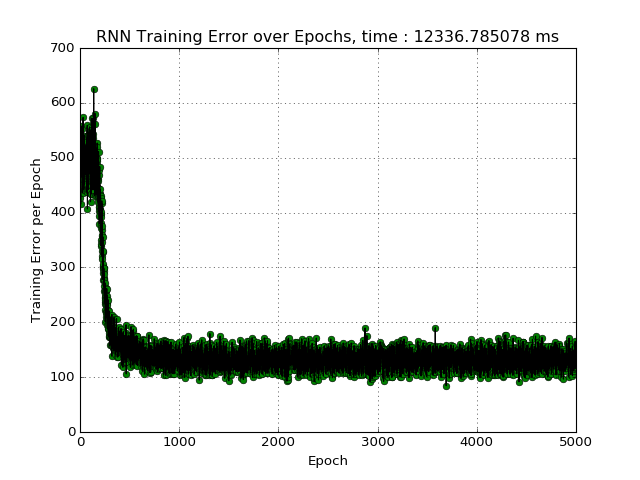 RNN Training Error over Epochs, time : 12336.785078 ms
700
600
500
400
300
200
100
0
Training Error per Epoch
0 1000 2000 3000 4000 5000
Epoch